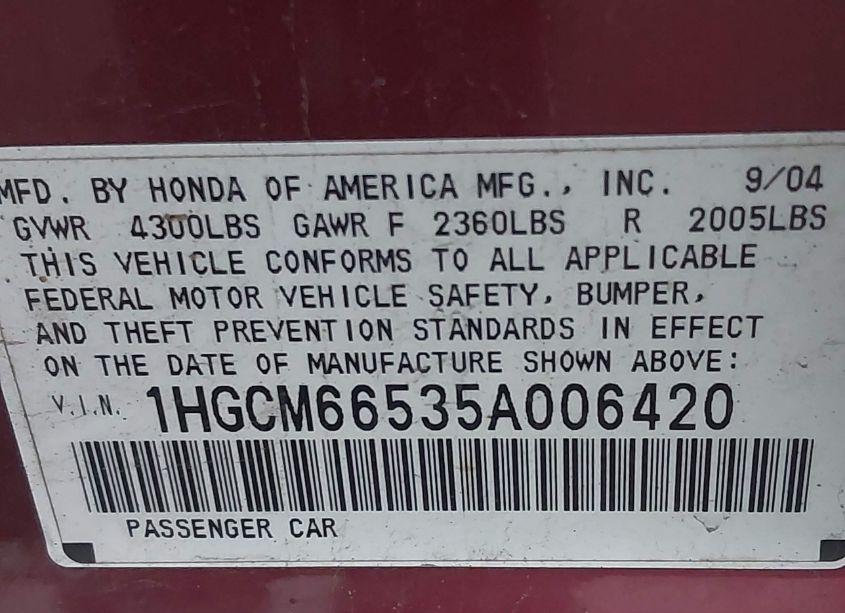 MFD. BY HONDA OF AMERICA MFG., INC. 9/04
GVWR 4300LBS GAWR F 2360LBS R 2005LBS
THIS VEHICLE CONFORMS TO ALL APPLICABLE
FEDERAL MOTOR VEHICLE SAFETY, BUMPER,
AND THEFT PREVENTION STANDARDS IN EFFECT
ON THE DATE OF MANUFACTURE SHOWN ABOVE:
V.I.N. 1HGCM66535A006420
PASSENGER CAR